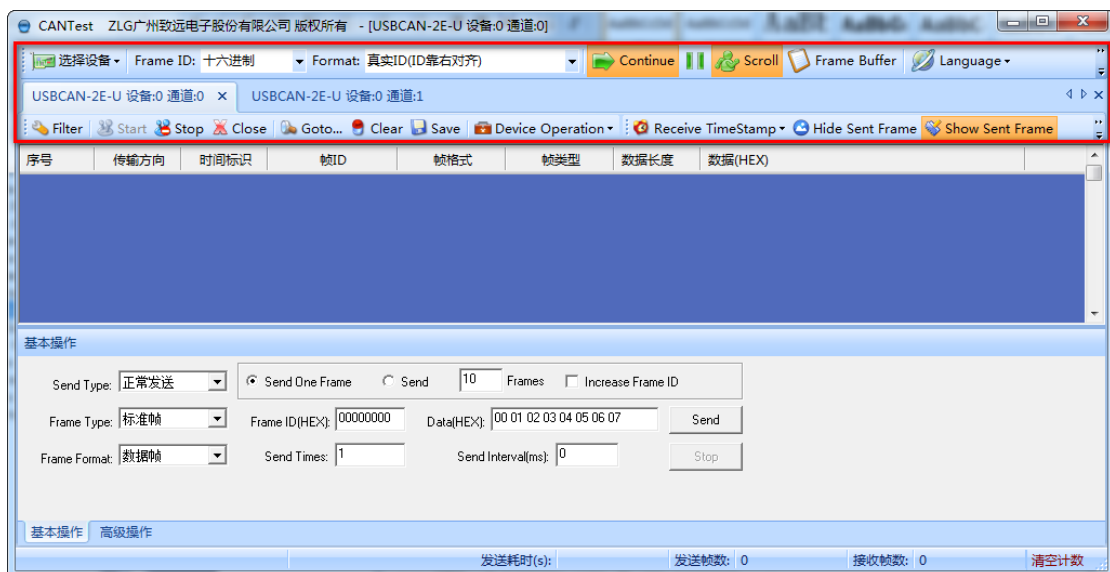 CANTest ZLG广州致远电子股份有限公司 版权所有 - [USBCAN-2E-U 设备:0 通道:0]
选择设备 Frame ID: 十六进制 Format: 真实ID(ID靠右对齐) Continue Scroll Frame Buffer Language
USBCAN-2E-U 设备:0 通道:0 USBCAN-2E-U 设备:0 通道:1
Filter Start Stop Close Goto... Clear Save Device Operation Receive TimeStamp Hide Sent Frame Show Sent Frame
序号 传输方向 时间标识 帧ID 帧格式 帧类型 数据长度 数据(HEX)
基本操作
Send Type: 正常发送 Send One Frame Send 10 Frames Increase Frame ID
Frame Type: 标准帧 Frame ID(HEX): 00000000 Data(HEX): 00 01 02 03 04 05 06 07 Send
Frame Format: 数据帧 Send Times: 1 Send Interval(ms): 0 Stop
基本操作 高级操作
发送耗时(s): 发送帧数: 0 接收帧数: 0 清空计数